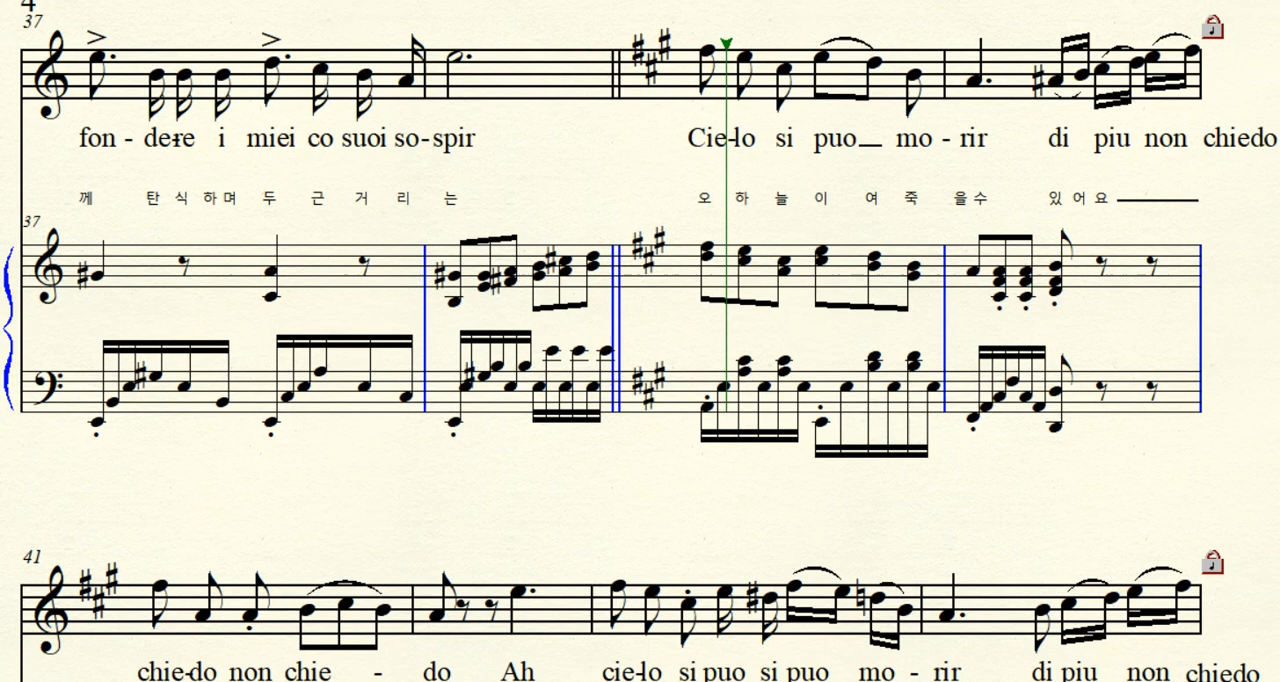 4
37
fon - de-re i miei co suoi so-spir Cie-lo si puo mo - rir di piu non chiedo
께 탄 식 하 며 두 근 거 리 는 오 하 늘 이 여 죽 을 수 있 어 요
37
41
chie-do non chie - do Ah cie-lo si puo si puo mo - rir di piu non chiedo